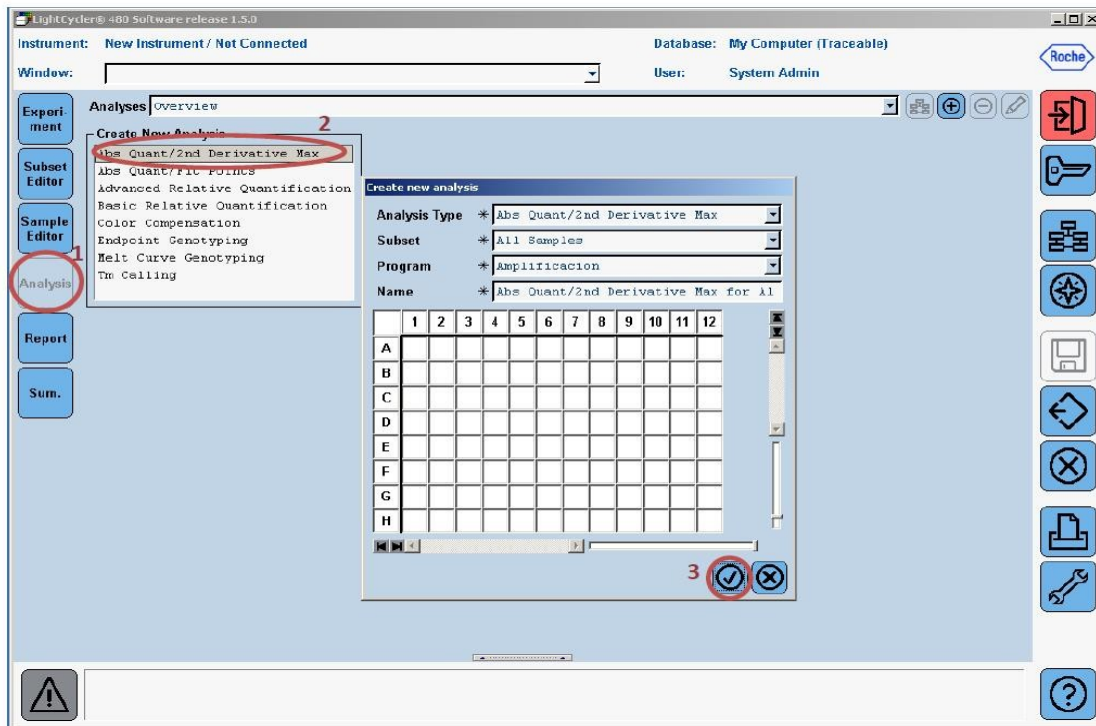 LightCycler® 480 Software release 1.5.0
Instrument: New Instrument / Not Connected
Database: My Computer (Traceable)
Window:
User: System Admin
Roche
Experi-
ment
Subset
Editor
Sample
Editor
1
Analysis
Report
Sum.
Analyses Overview
2
Create New Analysis
Abs Quant/2nd Derivative Max
Abs Quant/Fit Points
Advanced Relative Quantification
Basic Relative Quantification
Color Compensation
Endpoint Genotyping
Melt Curve Genotyping
Tm Calling
Create new analysis
Analysis Type * Abs Quant/2nd Derivative Max
Subset * All Samples
Program * Amplificacion
Name * Abs Quant/2nd Derivative Max for Al
1 2 3 4 5 6 7 8 9 10 11 12
A
B
C
D
E
F
G
H
3